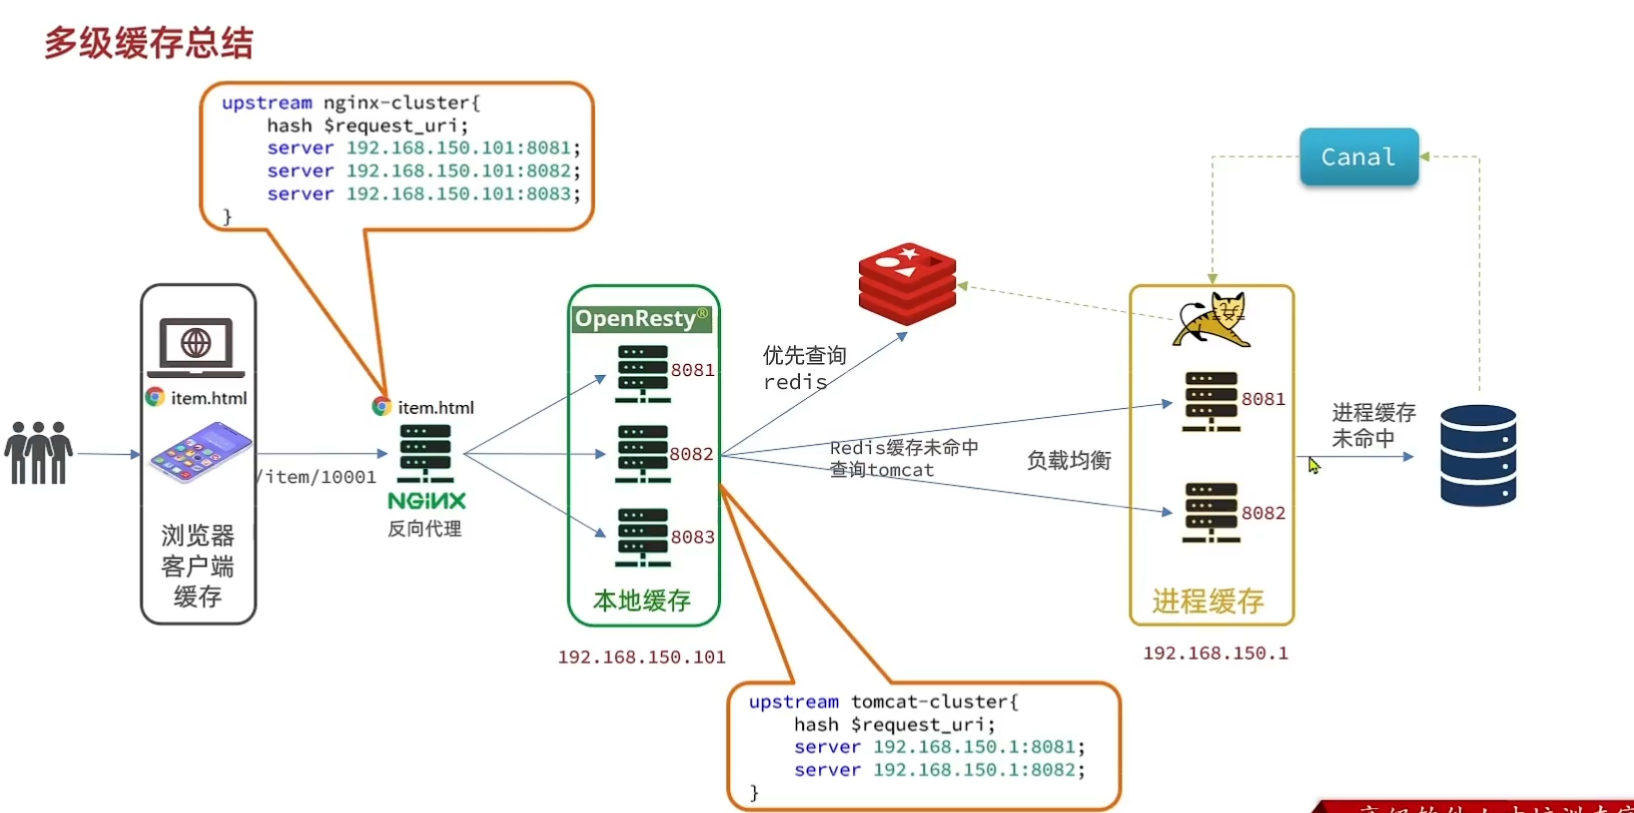 多级缓存总结
upstream nginx-cluster{
hash $request_uri;
server 192.168.150.101:8081;
server 192.168.150.101:8082;
server 192.168.150.101:8083;
}
Canal
item.html
浏览器
客户端
缓存
/item/10001
item.html
NGINX
反向代理
OpenResty®
8081
8082
8083
本地缓存
192.168.150.101
优先查询
redis
Redis缓存未命中
查询tomcat
负载均衡
8081
8082
进程缓存
192.168.150.1
进程缓存
未命中
upstream tomcat-cluster{
hash $request_uri;
server 192.168.150.1:8081;
server 192.168.150.1:8082;
}